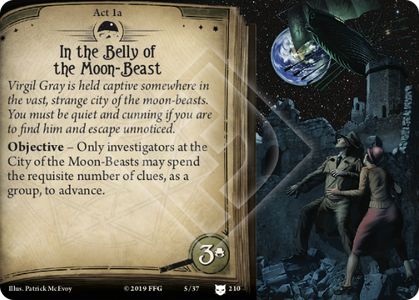 Act 1a
In the Belly of
the Moon-Beast
Virgil Gray is held captive somewhere in
the vast, strange city of the moon-beasts.
You must be quiet and cunning if you are
to find him and escape unnoticed.
Objective – Only investigators at the
City of the Moon-Beasts may spend
the requisite number of clues, as a
group, to advance.
3
Illus. Patrick McEvoy © 2019 FFG 5/37 210